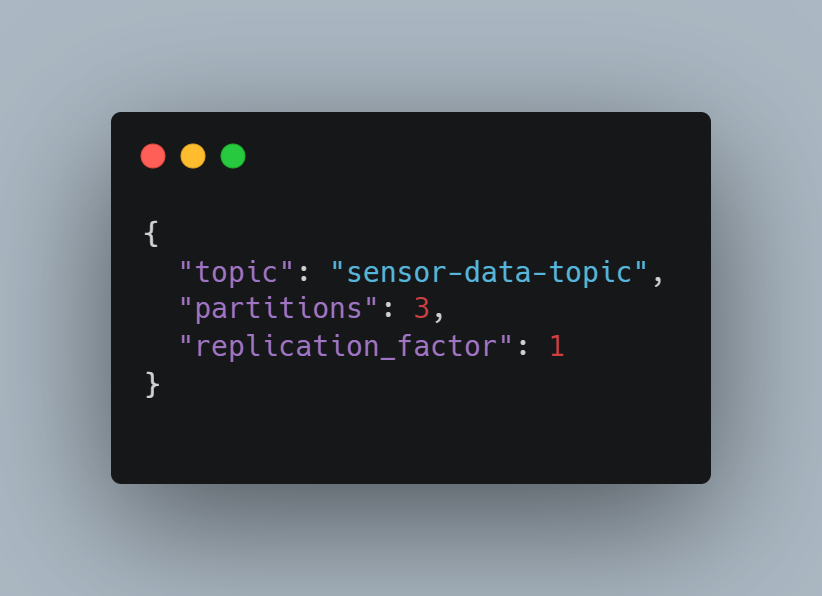 {
  "topic": "sensor-data-topic",
  "partitions": 3,
  "replication_factor": 1
}